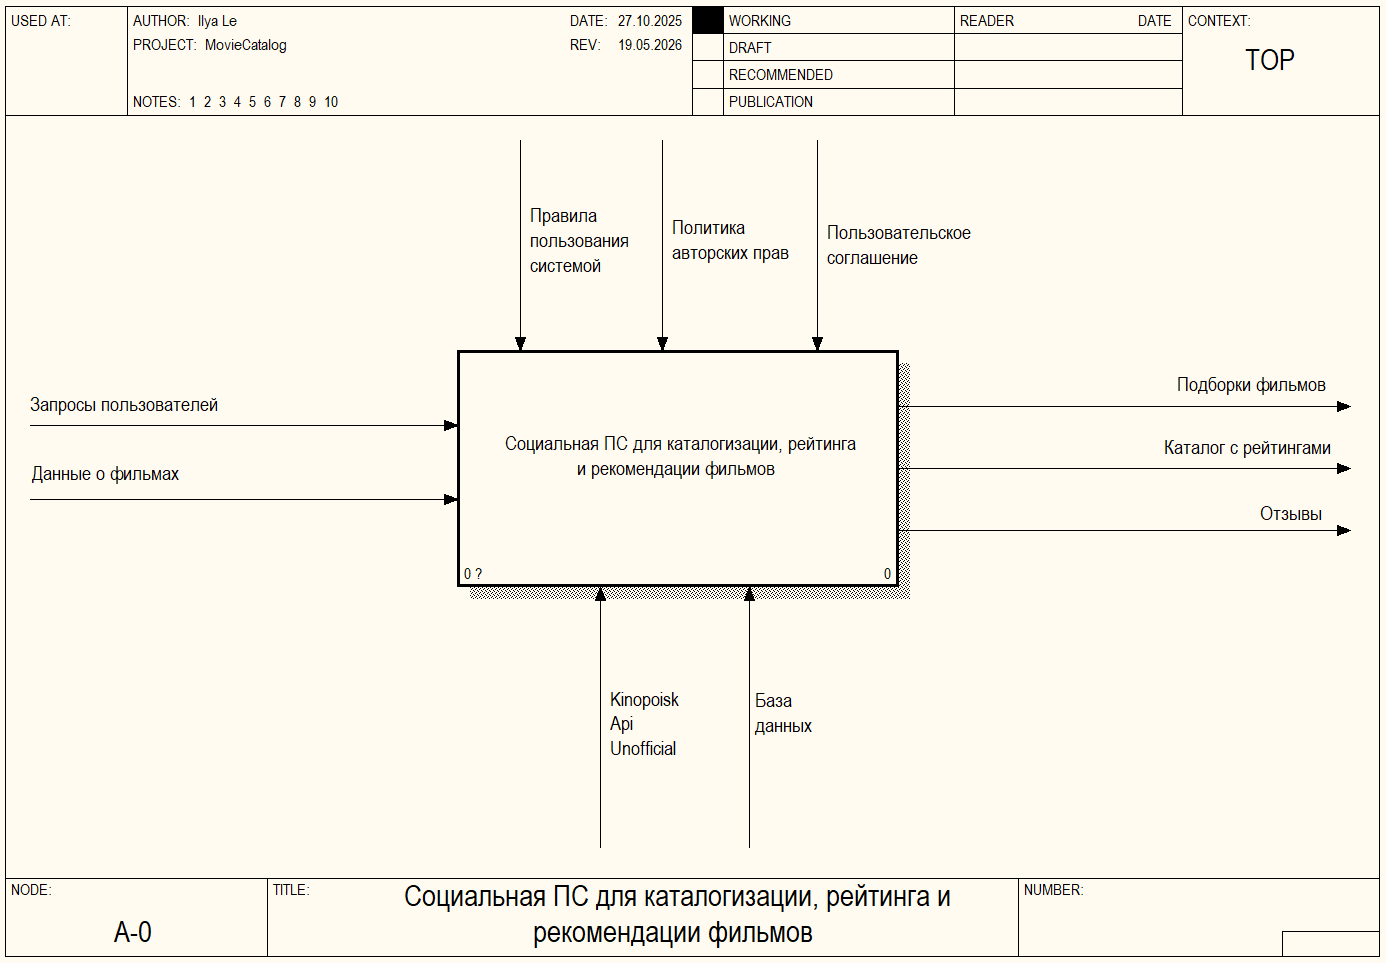 USED AT:
AUTHOR: Ilya Le
DATE: 27.10.2025
PROJECT: MovieCatalog
REV: 19.05.2026
NOTES: 1 2 3 4 5 6 7 8 9 10
WORKING
DRAFT
RECOMMENDED
PUBLICATION
READER DATE
CONTEXT:
TOP
Правила
пользования
системой
Политика
авторских прав
Пользовательское
соглашение
Запросы пользователей
Данные о фильмах
Социальная ПС для каталогизации, рейтинга
и рекомендации фильмов
0 ?
0
Подборки фильмов
Каталог с рейтингами
Отзывы
Kinopoisk
Api
Unofficial
База
данных
NODE:
A-0
TITLE:
Социальная ПС для каталогизации, рейтинга и
рекомендации фильмов
NUMBER: